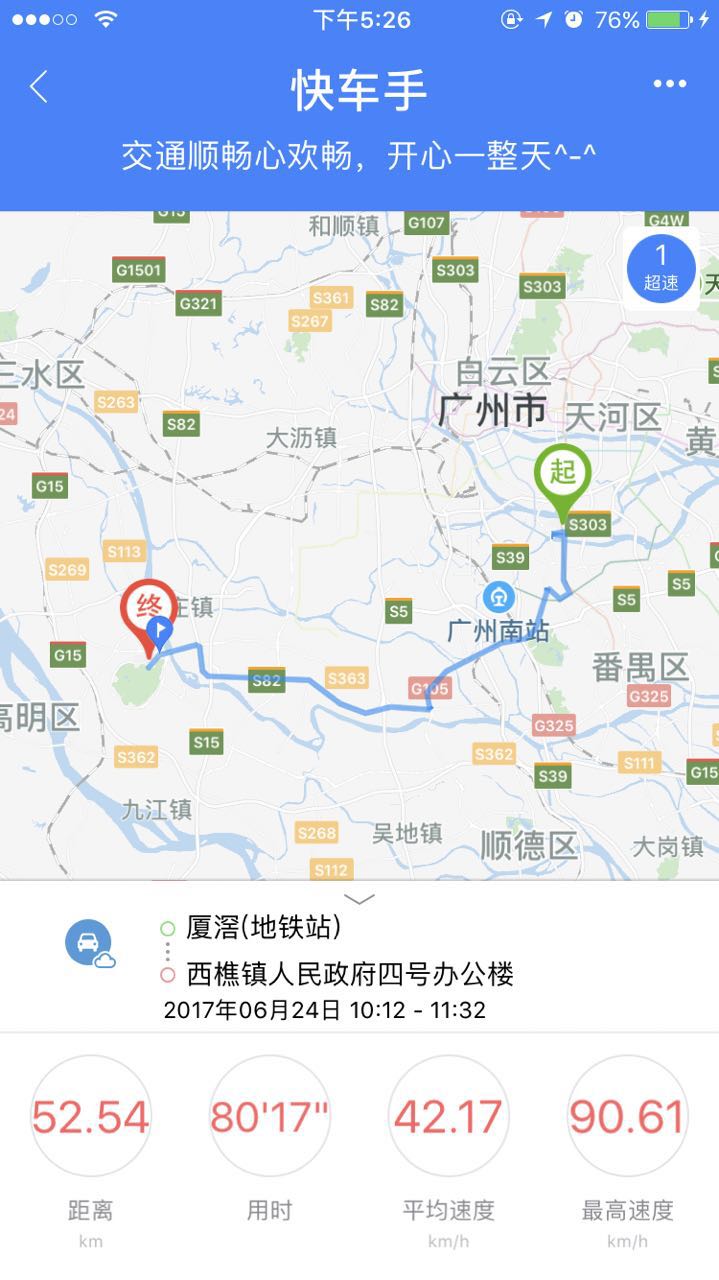 下午5:26
76%
快车手
交通顺畅心欢畅，开心一整天^-^
G15
和顺镇
G107
G4W
1
超速
G1501
S303
S303
G321
S361
S82
S267
三水区
白云区
S263
广州市
天河区
24
S82
大沥镇
黄
起
G15
S303
S113
S39
S269
S5
S5
S5
终
庄镇
广州南站
G15
S82
S363
G105
番禺区
G325
高明区
S15
G325
S362
S362
S111
S39
G15
九江镇
S268
吴地镇
顺德区
大岗镇
S112
厦滘(地铁站)
西樵镇人民政府四号办公楼
2017年06月24日 10:12 - 11:32
52.54
80'17"
42.17
90.61
距离
用时
平均速度
最高速度
km
km/h
km/h